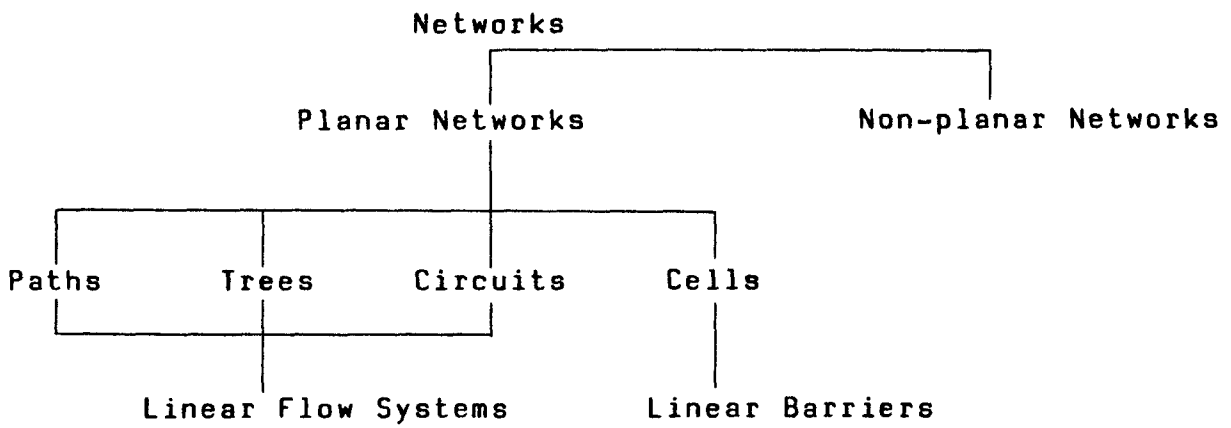 Networks
Planar Networks Non-planar Networks
Paths Trees Circuits Cells
Linear Flow Systems Linear Barriers